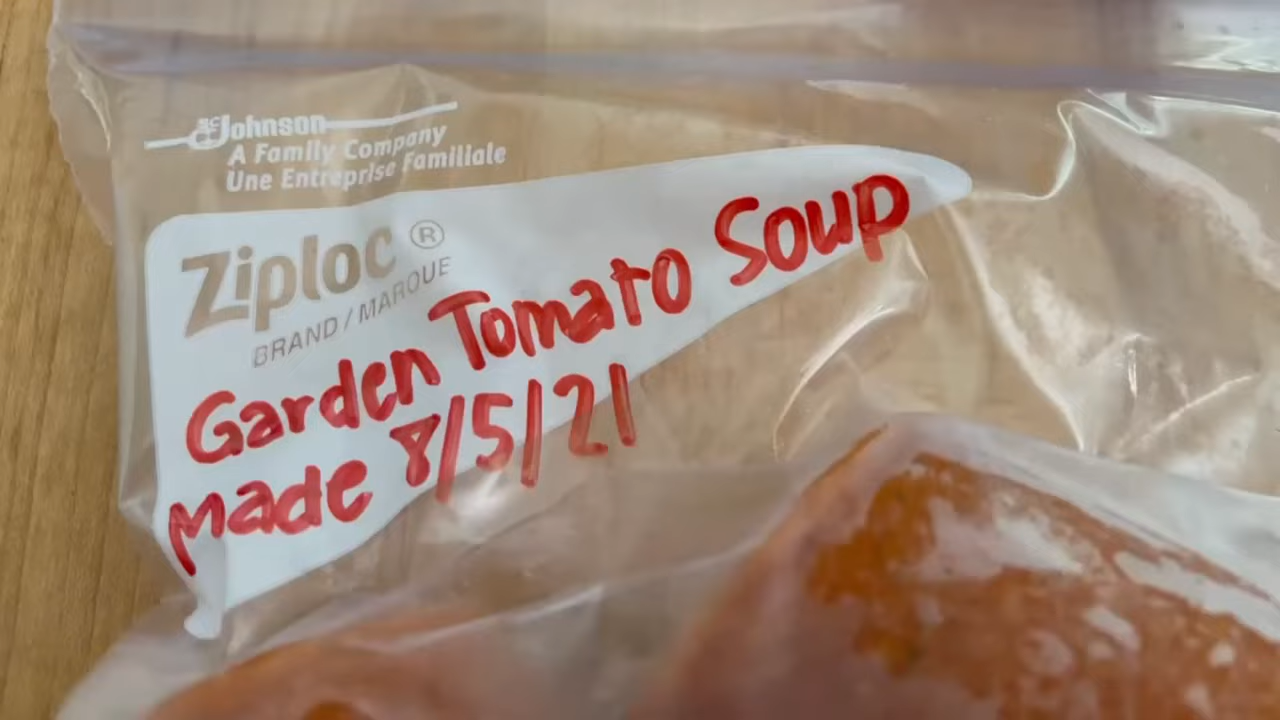 SC Johnson
A Family Company
Une Entreprise Familiale
Ziploc ®
BRAND / MARQUE
Garden Tomato Soup
made 8/5/21